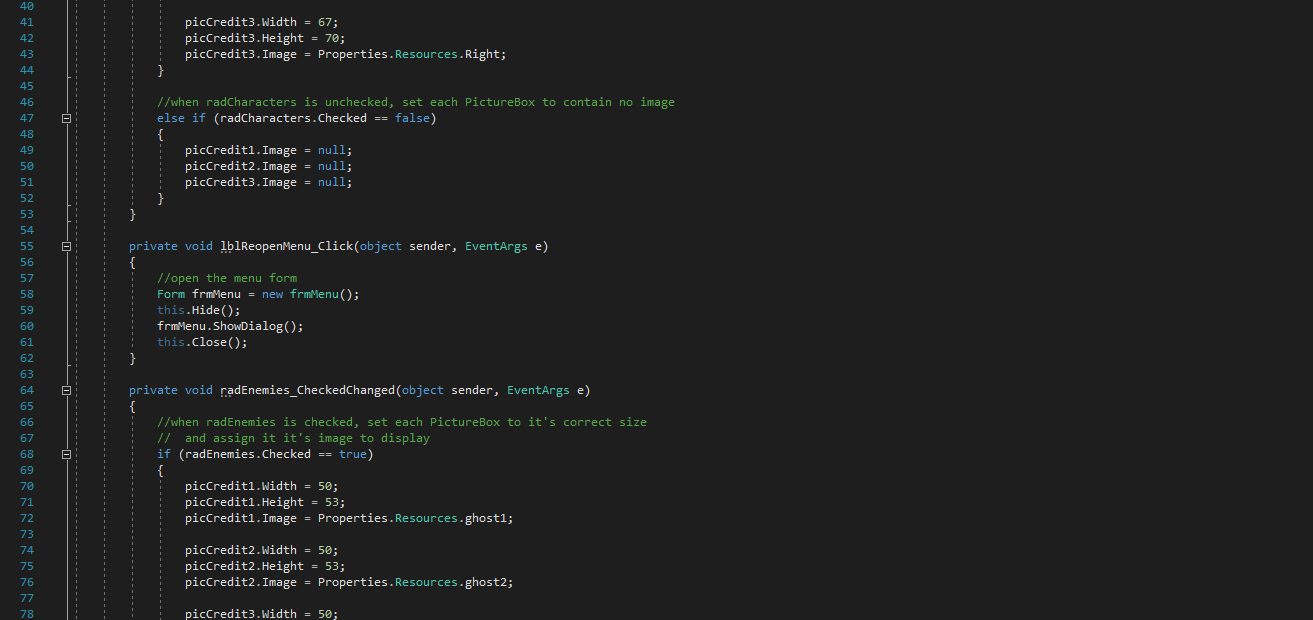 40
41 picCredit3.Width = 67;
42 picCredit3.Height = 70;
43 picCredit3.Image = Properties.Resources.Right;
44 }
45
46 //when radCharacters is unchecked, set each PictureBox to contain no image
47 else if (radCharacters.Checked == false)
48 {
49 picCredit1.Image = null;
50 picCredit2.Image = null;
51 picCredit3.Image = null;
52 }
53 }
54
55 private void lblReopenMenu_Click(object sender, EventArgs e)
56 {
57 //open the menu form
58 Form frmMenu = new frmMenu();
59 this.Hide();
60 frmMenu.ShowDialog();
61 this.Close();
62 }
63
64 private void radEnemies_CheckedChanged(object sender, EventArgs e)
65 {
66 //when radEnemies is checked, set each PictureBox to it's correct size
67 //  and assign it it's image to display
68 if (radEnemies.Checked == true)
69 {
70 picCredit1.Width = 50;
71 picCredit1.Height = 53;
72 picCredit1.Image = Properties.Resources.ghost1;
73
74 picCredit2.Width = 50;
75 picCredit2.Height = 53;
76 picCredit2.Image = Properties.Resources.ghost2;
77
78 picCredit3.Width = 50;